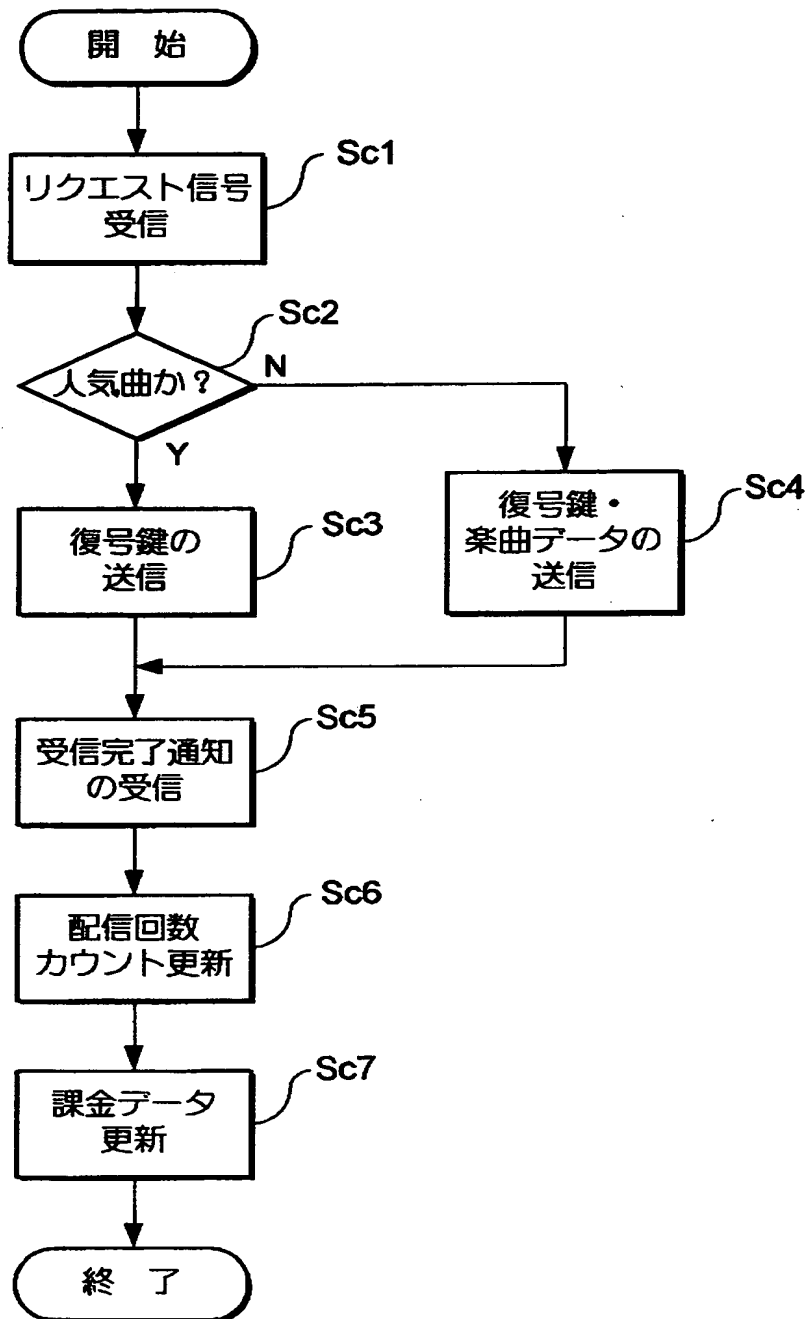 開 始
リクエスト信号
受信
Sc1
人気曲か？
Sc2
N
Y
復号鍵の
送信
Sc3
復号鍵・
楽曲データの
送信
Sc4
受信完了通知
の受信
Sc5
配信回数
カウント更新
Sc6
課金データ
更新
Sc7
終 了